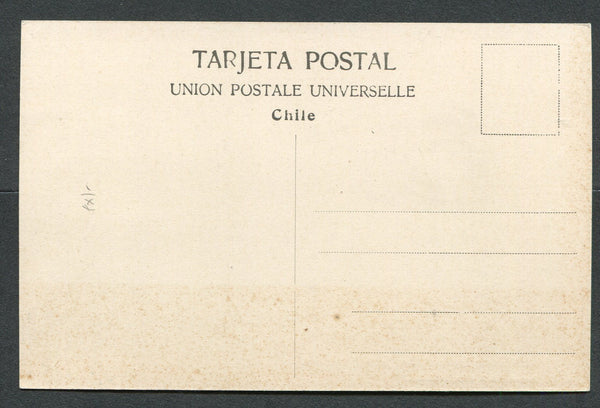 TARJETA POSTAL
UNION POSTALE UNIVERSELLE
Chile